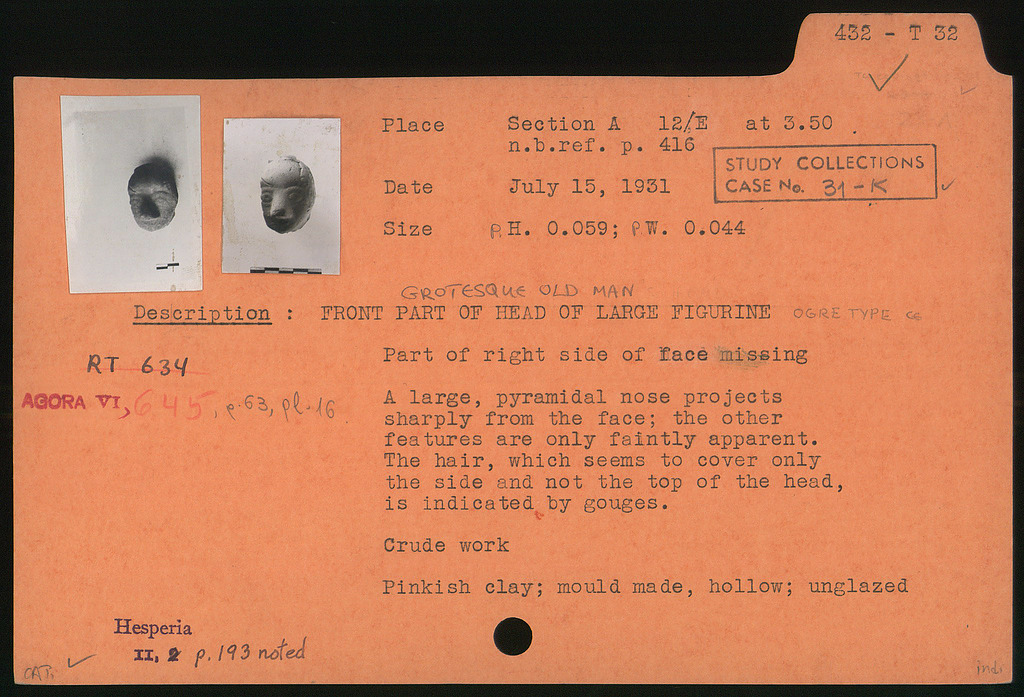 432 - T 32
Place Section A 12/E at 3.50
n.b.ref. p. 416
STUDY COLLECTIONS
CASE No. 31-K
Date July 15, 1931
Size P.H. 0.059; P.W. 0.044
GROTESQUE OLD MAN
Description : FRONT PART OF HEAD OF LARGE FIGURINE OGRE TYPE
Part of right side of face missing
RT 634
AGORA VI, 645, p.63, pl.16
A large, pyramidal nose projects
sharply from the face; the other
features are only faintly apparent.
The hair, which seems to cover only
the side and not the top of the head,
is indicated by gouges.
Crude work
Pinkish clay; mould made, hollow; unglazed
Hesperia
II, 2 p.193 noted
CAT.
indi